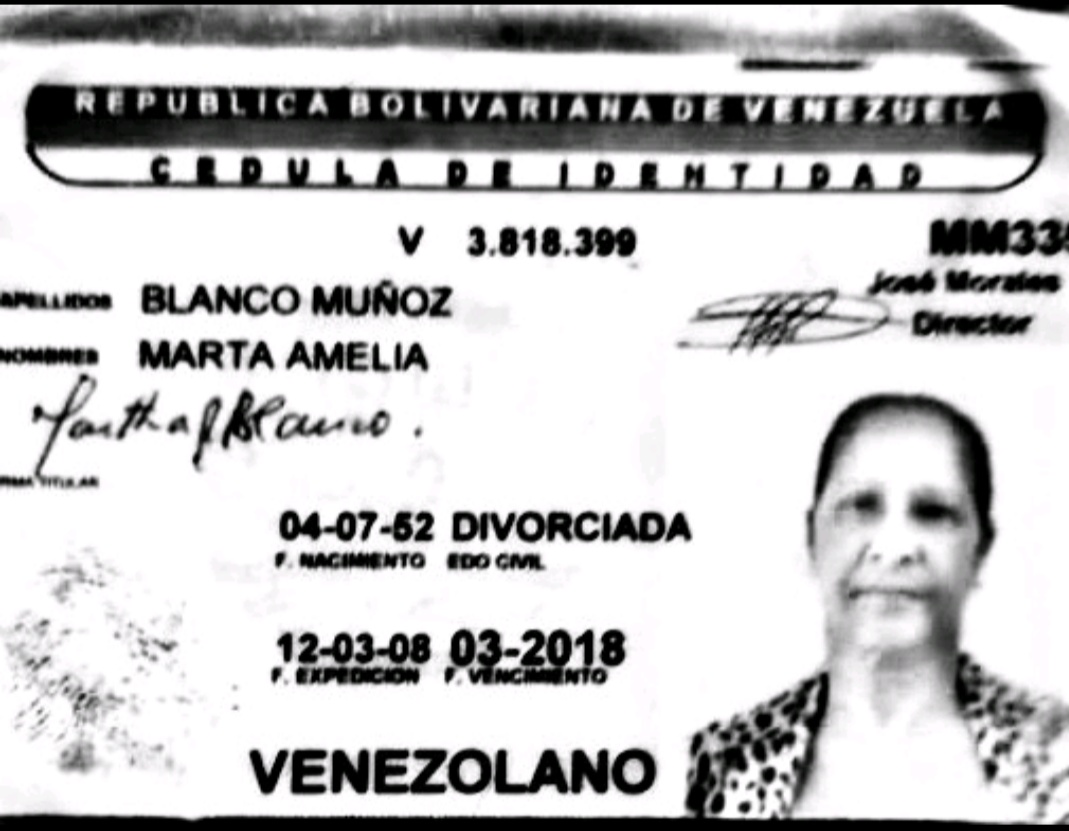 REPUBLICA BOLIVARIANA DE VENEZUELA
CEDULA DE IDENTIDAD
V 3.818.399
MM335
José Morales
Director
APELLIDOS BLANCO MUÑOZ
NOMBRES MARTA AMELIA
Martha Blanco.
FIRMA TITULAR
04-07-52 DIVORCIADA
F. NACIMIENTO EDO CIVIL
12-03-08 03-2018
F. EXPEDICION F. VENCIMIENTO
VENEZOLANO